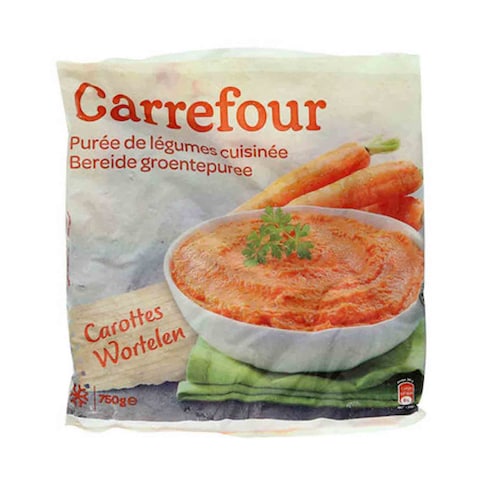 Carrefour
Purée de légumes cuisinée
Bereide groentepuree
Carottes
Wortelen
750g℮